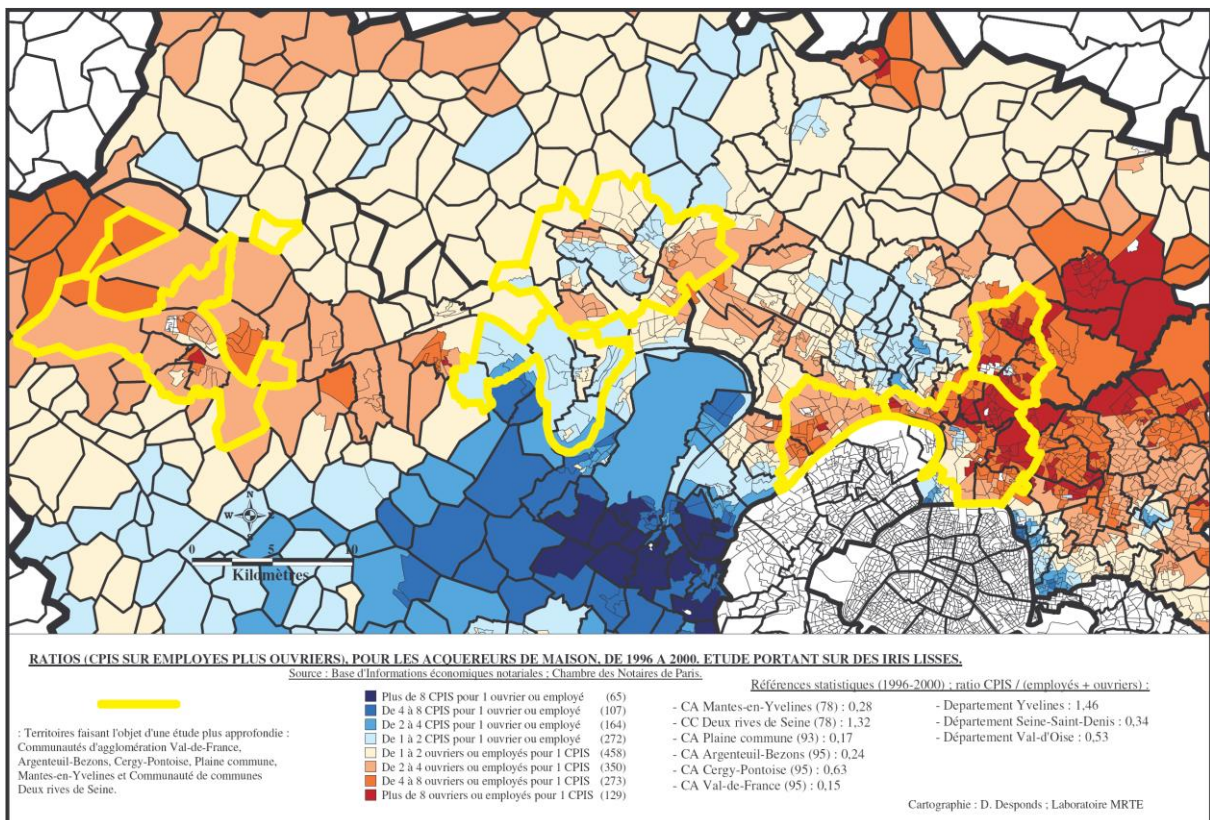 N
W
E
S
0 5 10
Kilomètres
RATIOS (CPIS SUR EMPLOYES PLUS OUVRIERS), POUR LES ACQUEREURS DE MAISON, DE 1996 A 2000. ETUDE PORTANT SUR DES IRIS LISSES.
Source : Base d'Informations économiques notariales ; Chambre des Notaires de Paris.
: Territoires faisant l'objet d'une étude plus approfondie :
Communautés d'agglomération Val-de-France,
Argenteuil-Bezons, Cergy-Pontoise, Plaine commune,
Mantes-en-Yvelines et Communauté de communes
Deux rives de Seine.
Plus de 8 CPIS pour 1 ouvrier ou employé (65)
De 4 à 8 CPIS pour 1 ouvrier ou employé (107)
De 2 à 4 CPIS pour 1 ouvrier ou employé (164)
De 1 à 2 CPIS pour 1 ouvrier ou employé (272)
De 1 à 2 ouvriers ou employés pour 1 CPIS (458)
De 2 à 4 ouvriers ou employés pour 1 CPIS (350)
De 4 à 8 ouvriers ou employés pour 1 CPIS (273)
Plus de 8 ouvriers ou employés pour 1 CPIS (129)
Références statistiques (1996-2000) ; ratio CPIS / (employés + ouvriers) :
- CA Mantes-en-Yvelines (78) : 0,28
- CC Deux rives de Seine (78) : 1,32
- CA Plaine commune (93) : 0,17
- CA Argenteuil-Bezons (95) : 0,24
- CA Cergy-Pontoise (95) : 0,63
- CA Val-de-France (95) : 0,15
- Departement Yvelines : 1,46
- Département Seine-Saint-Denis : 0,34
- Département Val-d'Oise : 0,53
Cartographie : D. Desponds ; Laboratoire MRTE